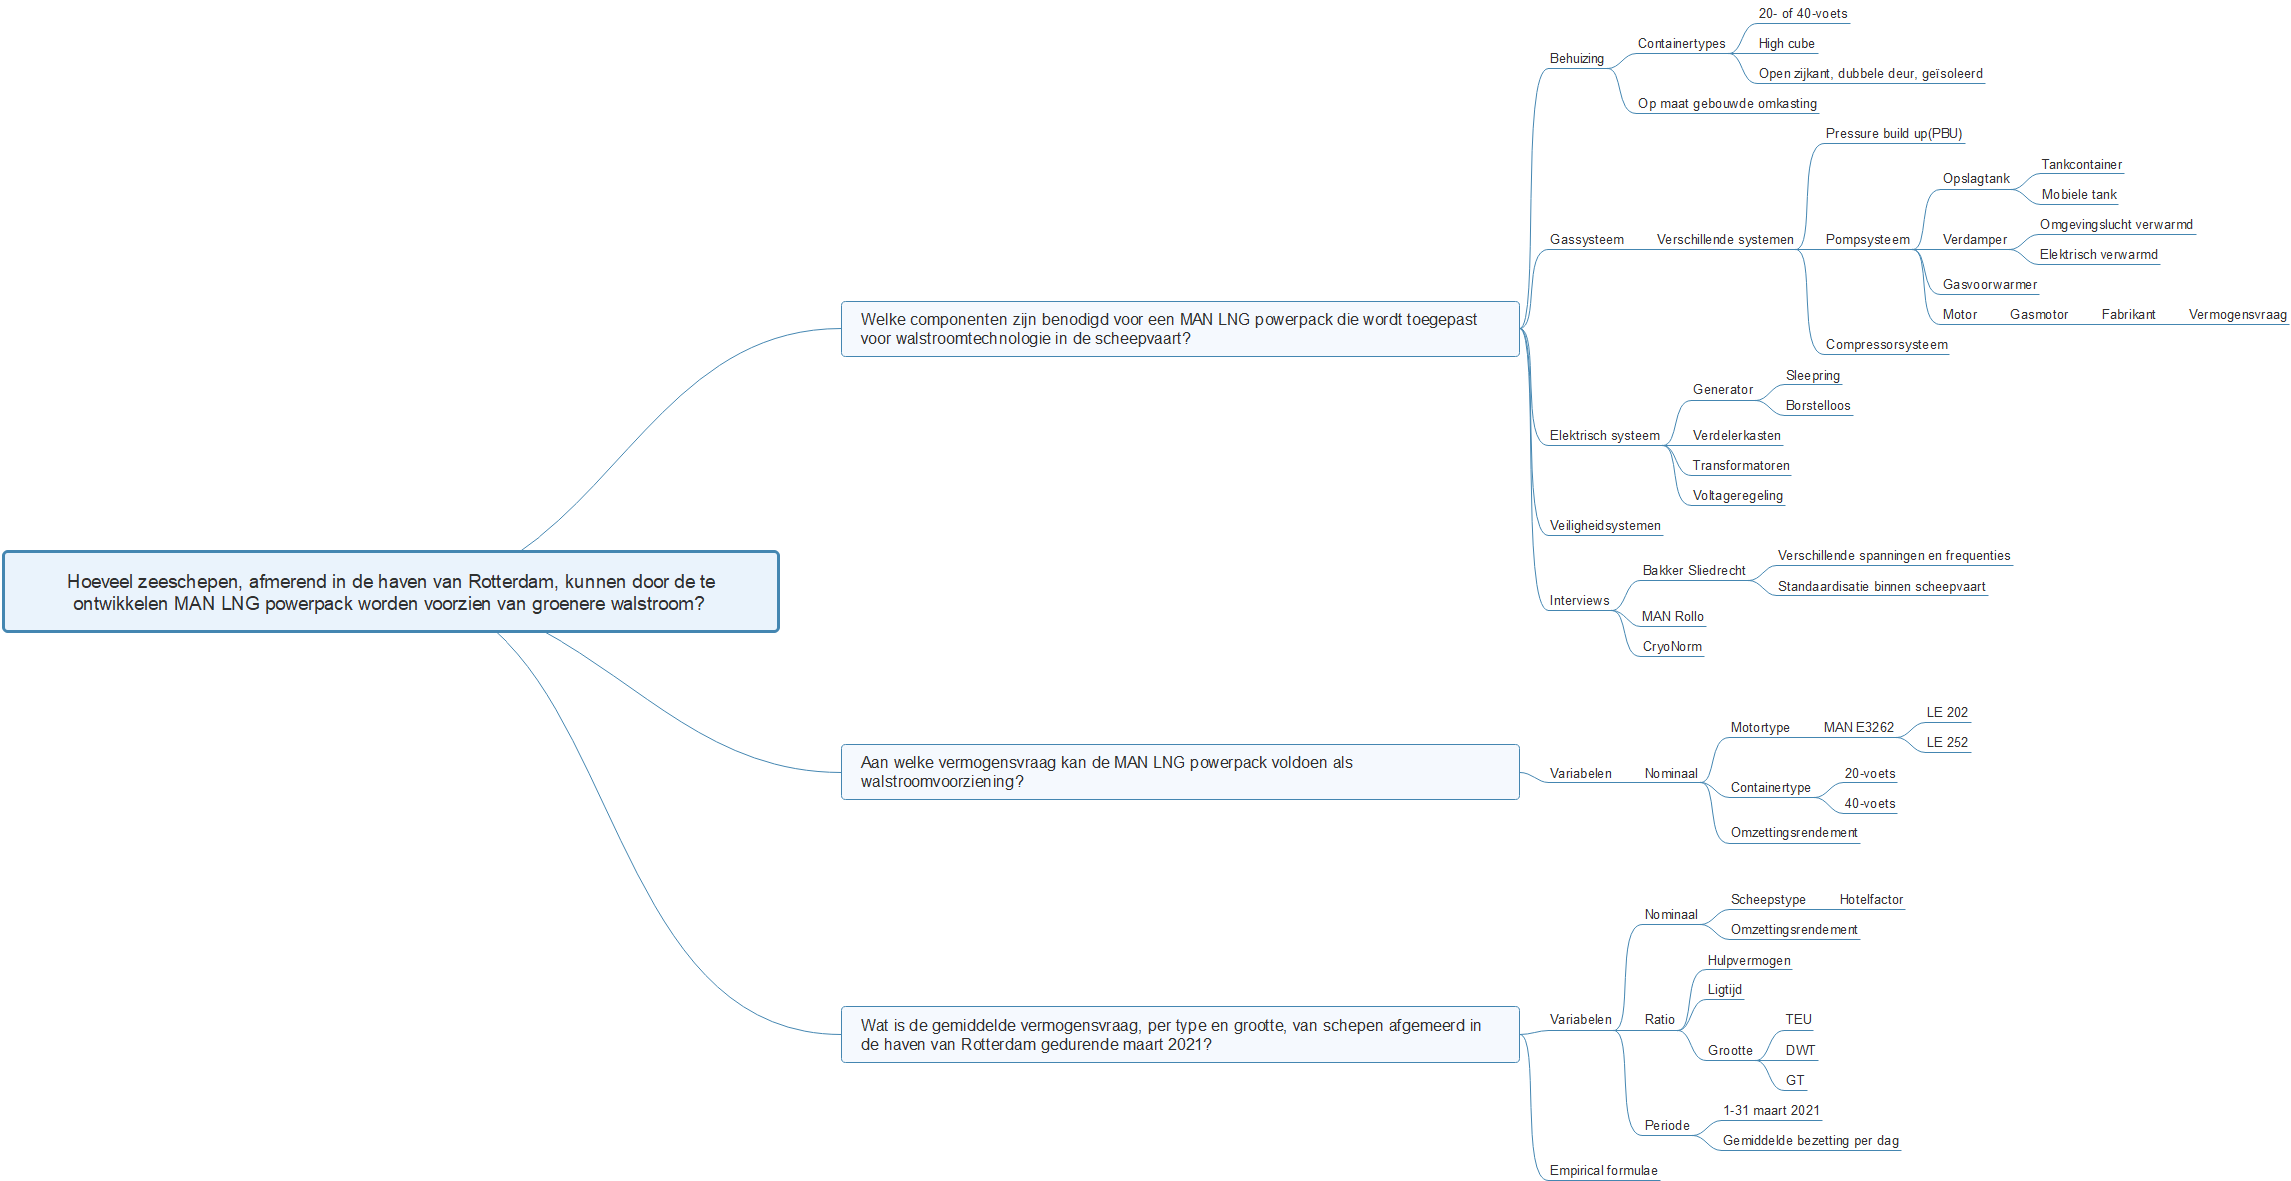 Hoeveel zeeschepen, afmerend in de haven van Rotterdam, kunnen door de te
ontwikkelen MAN LNG powerpack worden voorzien van groenere walstroom?
Welke componenten zijn benodigd voor een MAN LNG powerpack die wordt toegepast
voor walstroomtechnologie in de scheepvaart?
Behuizing
Containertypes
20- of 40-voets
High cube
Open zijkant, dubbele deur, geïsoleerd
Op maat gebouwde omkasting
Gassysteem
Verschillende systemen
Pressure build up(PBU)
Pompsysteem
Opslagtank
Tankcontainer
Mobiele tank
Verdamper
Omgevingslucht verwarmd
Elektrisch verwarmd
Gasvoorwarmer
Motor
Gasmotor
Fabrikant
Vermogensvraag
Compressorsysteem
Elektrisch systeem
Generator
Sleepring
Borstelloos
Verdelerkasten
Transformatoren
Voltageregeling
Veiligheidsystemen
Interviews
Bakker Sliedrecht
Verschillende spanningen en frequenties
Standaardisatie binnen scheepvaart
MAN Rollo
CryoNorm
Aan welke vermogensvraag kan de MAN LNG powerpack voldoen als
walstroomvoorziening?
Variabelen
Nominaal
Motortype
MAN E3262
LE 202
LE 252
Containertype
20-voets
40-voets
Omzettingsrendement
Wat is de gemiddelde vermogensvraag, per type en grootte, van schepen afgemeerd in
de haven van Rotterdam gedurende maart 2021?
Variabelen
Nominaal
Scheepstype
Hotelfactor
Omzettingsrendement
Ratio
Hulpvermogen
Ligtijd
Grootte
TEU
DWT
GT
Periode
1-31 maart 2021
Gemiddelde bezetting per dag
Empirical formulae